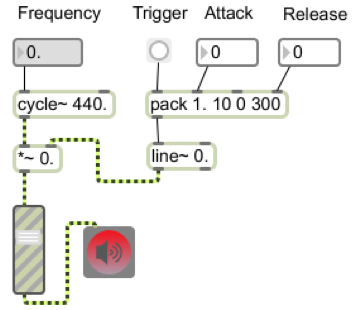 Frequency Trigger Attack Release
0. 0 0
cycle~ 440. pack 1. 10 0 300
*~ 0. line~ 0.